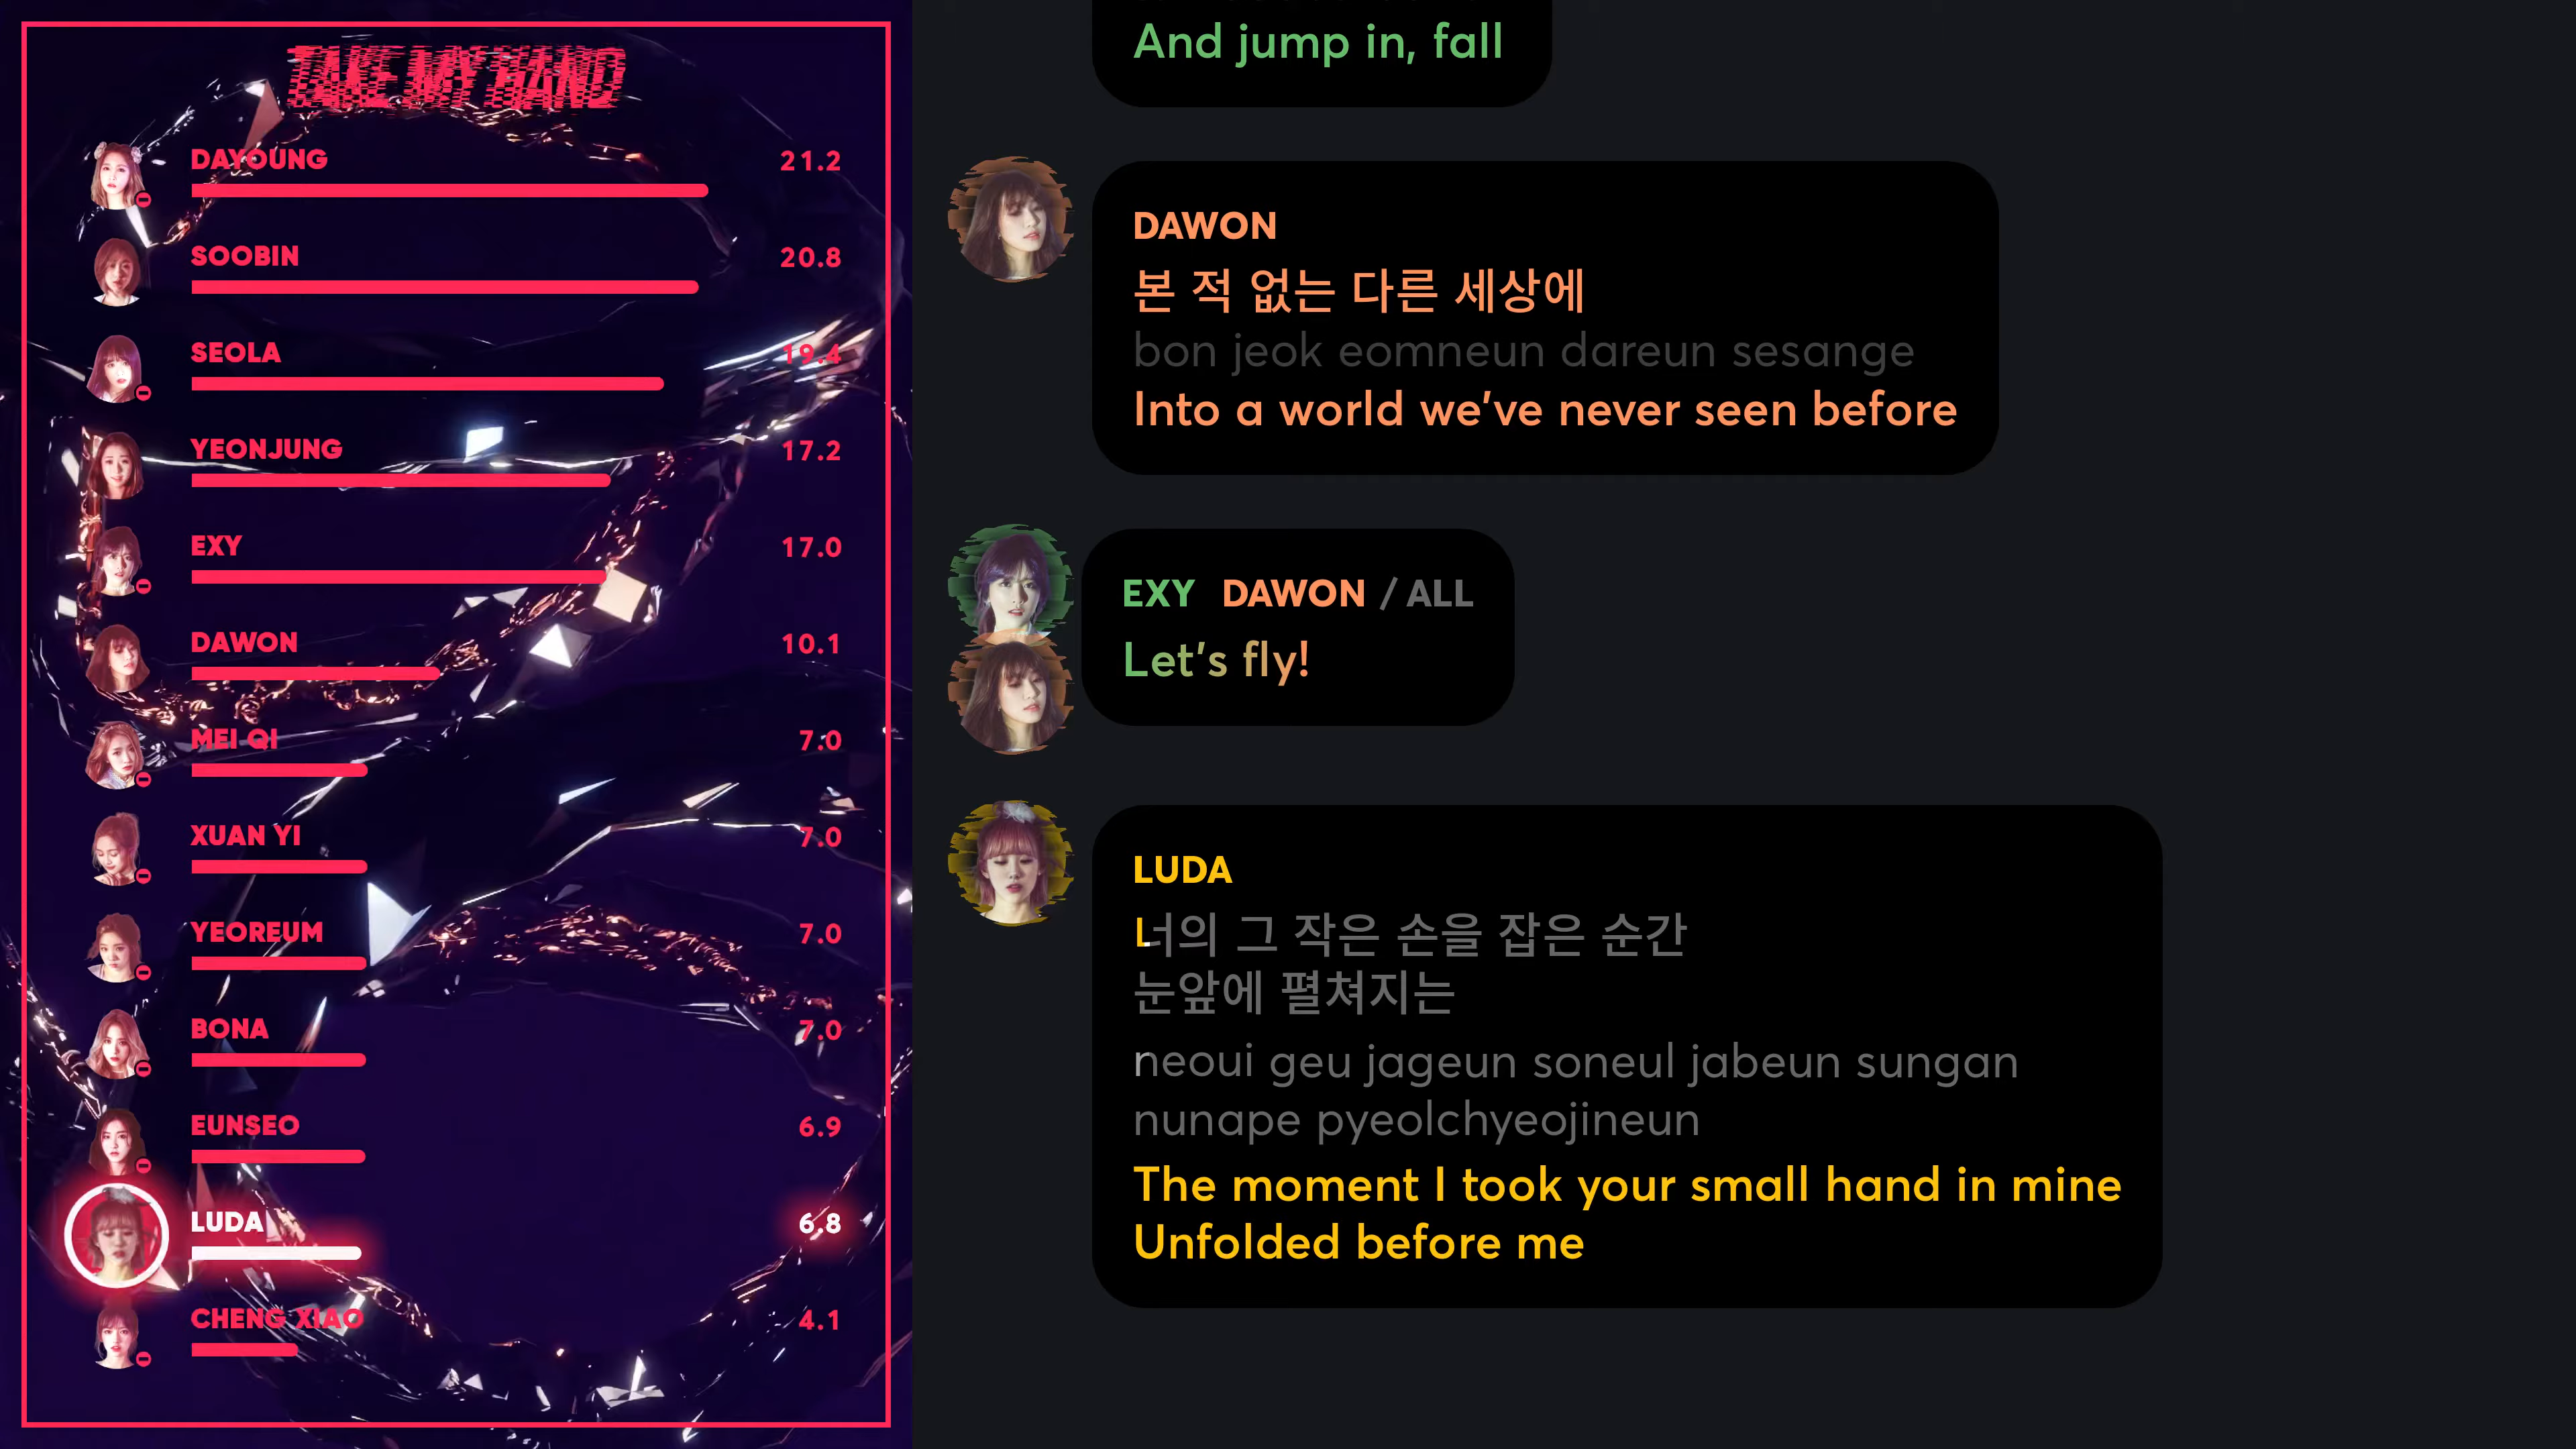 TAKE MY HAND
DAYOUNG 21.2
SOOBIN 20.8
SEOLA 19.4
YEONJUNG 17.2
EXY 17.0
DAWON 10.1
MEI QI 7.0
XUAN YI 7.0
YEOREUM 7.0
BONA 7.0
EUNSEO 6.9
LUDA 6.8
CHENG XIAO 4.1
And jump in, fall
DAWON
본 적 없는 다른 세상에
bon jeok eomneun dareun sesange
Into a world we've never seen before
EXY DAWON / ALL
Let's fly!
LUDA
너의 그 작은 손을 잡은 순간
눈앞에 펼쳐지는
neoui geu jageun soneul jabeun sungan
nunape pyeolchyeojineun
The moment I took your small hand in mine
Unfolded before me